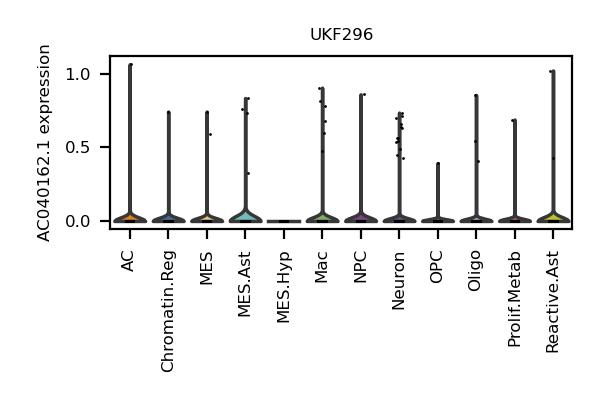 UKF296
AC040162.1 expression
1.0
0.5
0.0
AC
Chromatin.Reg
MES
MES.Ast
MES.Hyp
Mac
NPC
Neuron
OPC
Oligo
Prolif.Metab
Reactive.Ast